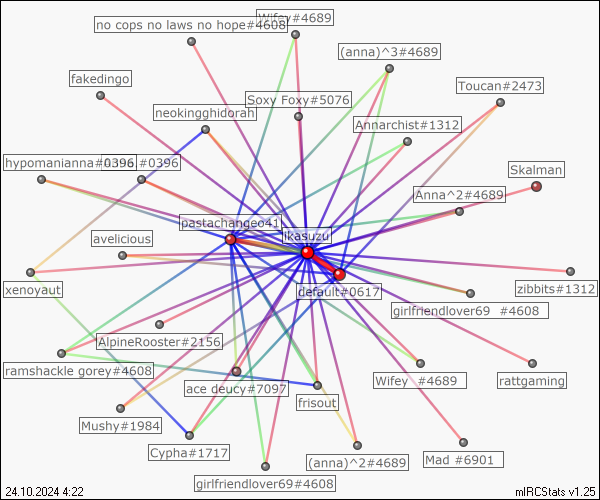 no cops no laws no hope#4608
Wifey#4689
(anna)^3#4689
fakedingo
Toucan#2473
Soxy Foxy#5076
neokingghidorah
Annarchist#1312
hypomanianna#0396
#0396
Skalman
Anna^2#4689
pastachangeo41
ikasuzu
avelicious
xenoyaut
default#0617
zibbits#1312
girlfriendlover69 #4608
AlpineRooster#2156
ramshackle gorey#4608
ace deucy#7097
Wifey #4689
rattgaming
frisout
Mushy#1984
Cypha#1717
(anna)^2#4689
Mad #6901
girlfriendlover69#4608
24.10.2024 4:22
mIRCStats v1.25